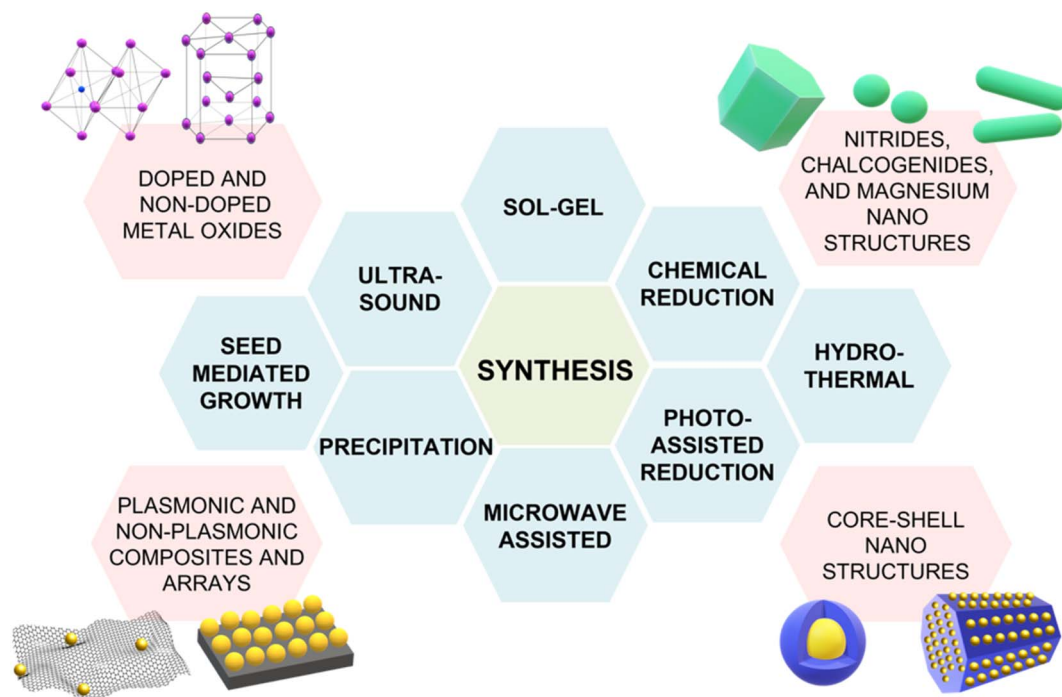 DOPED AND
NON-DOPED
METAL OXIDES
NITRIDES,
CHALCOGENIDES,
AND MAGNESIUM
NANO
STRUCTURES
SOL-GEL
ULTRA-
SOUND
CHEMICAL
REDUCTION
SEED
MEDIATED
GROWTH
SYNTHESIS
HYDRO-
THERMAL
PRECIPITATION
PHOTO-
ASSISTED
REDUCTION
MICROWAVE
ASSISTED
PLASMONIC AND
NON-PLASMONIC
COMPOSITES AND
ARRAYS
CORE-SHELL
NANO
STRUCTURES